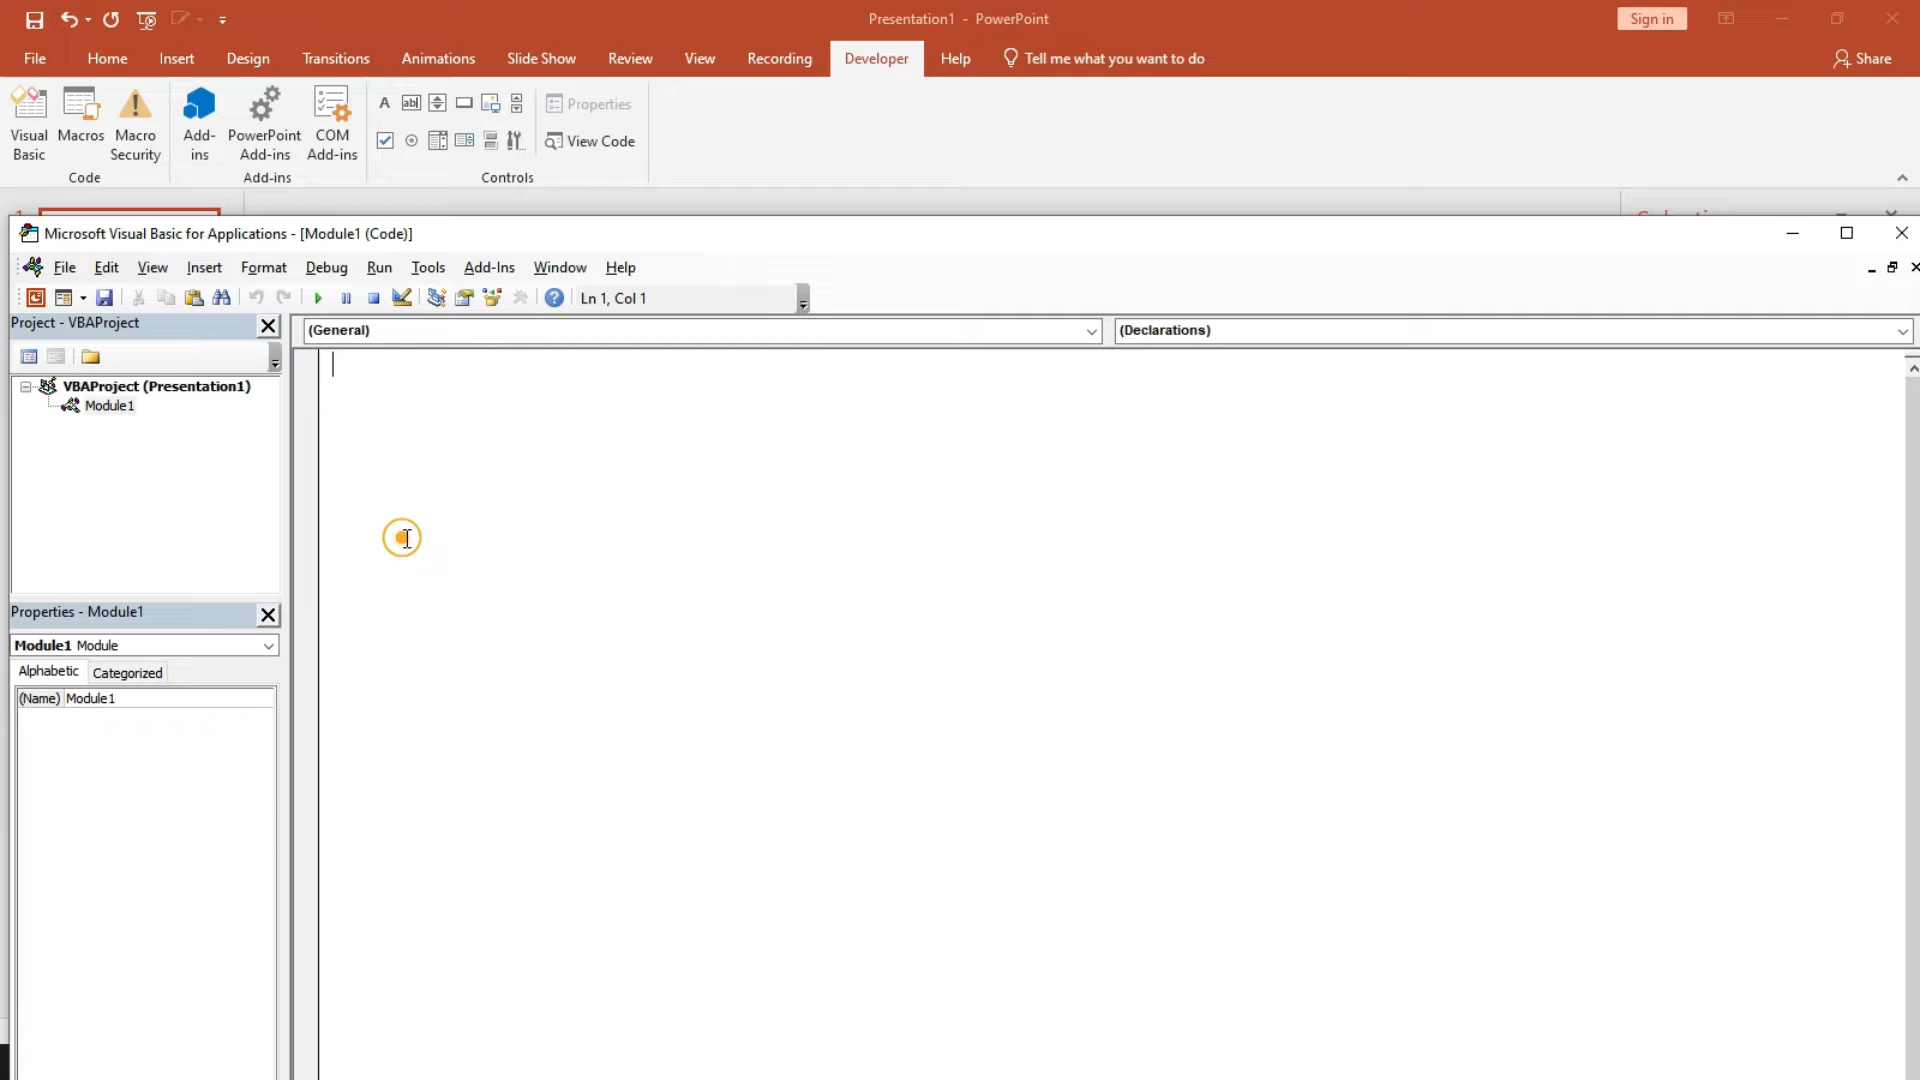 Presentation1 - PowerPoint
Sign in
File Home Insert Design Transitions Animations Slide Show Review View Recording Developer Help Tell me what you want to do Share
A abl Properties
Visual Basic
Macros
Macro Security
Add-ins
PowerPoint Add-ins
COM Add-ins
View Code
Code Add-ins Controls
1
Microsoft Visual Basic for Applications - [Module1 (Code)]
File Edit View Insert Format Debug Run Tools Add-Ins Window Help
Ln 1, Col 1
Project - VBAProject
(General) (Declarations)
VBAProject (Presentation1)
Module1
Properties - Module1
Module1 Module
Alphabetic Categorized
(Name) Module1